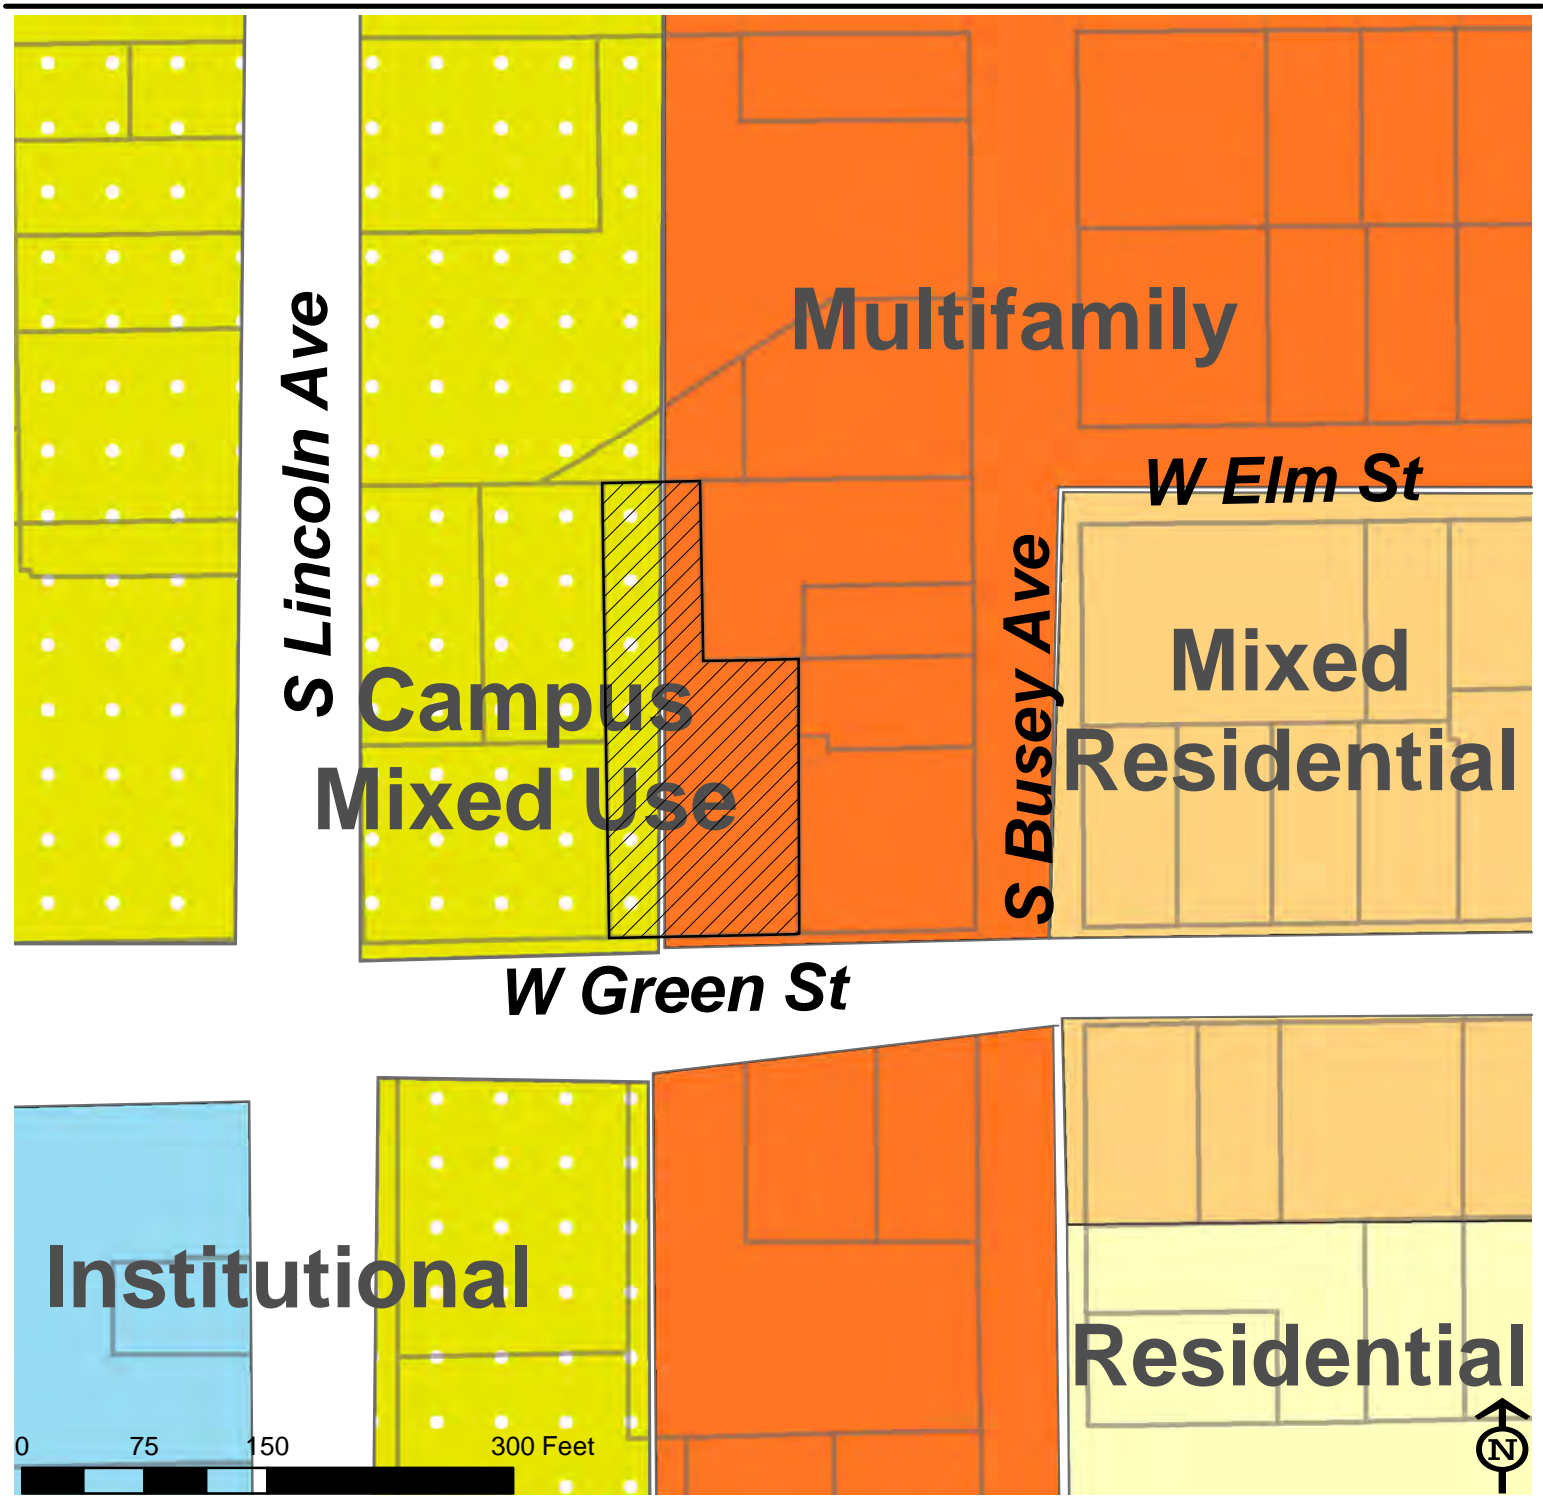 Multifamily
S Lincoln Ave
W Elm St
S Busey Ave
Mixed
Residential
Campus
Mixed Use
W Green St
Institutional
Residential
0 75 150 300 Feet
N